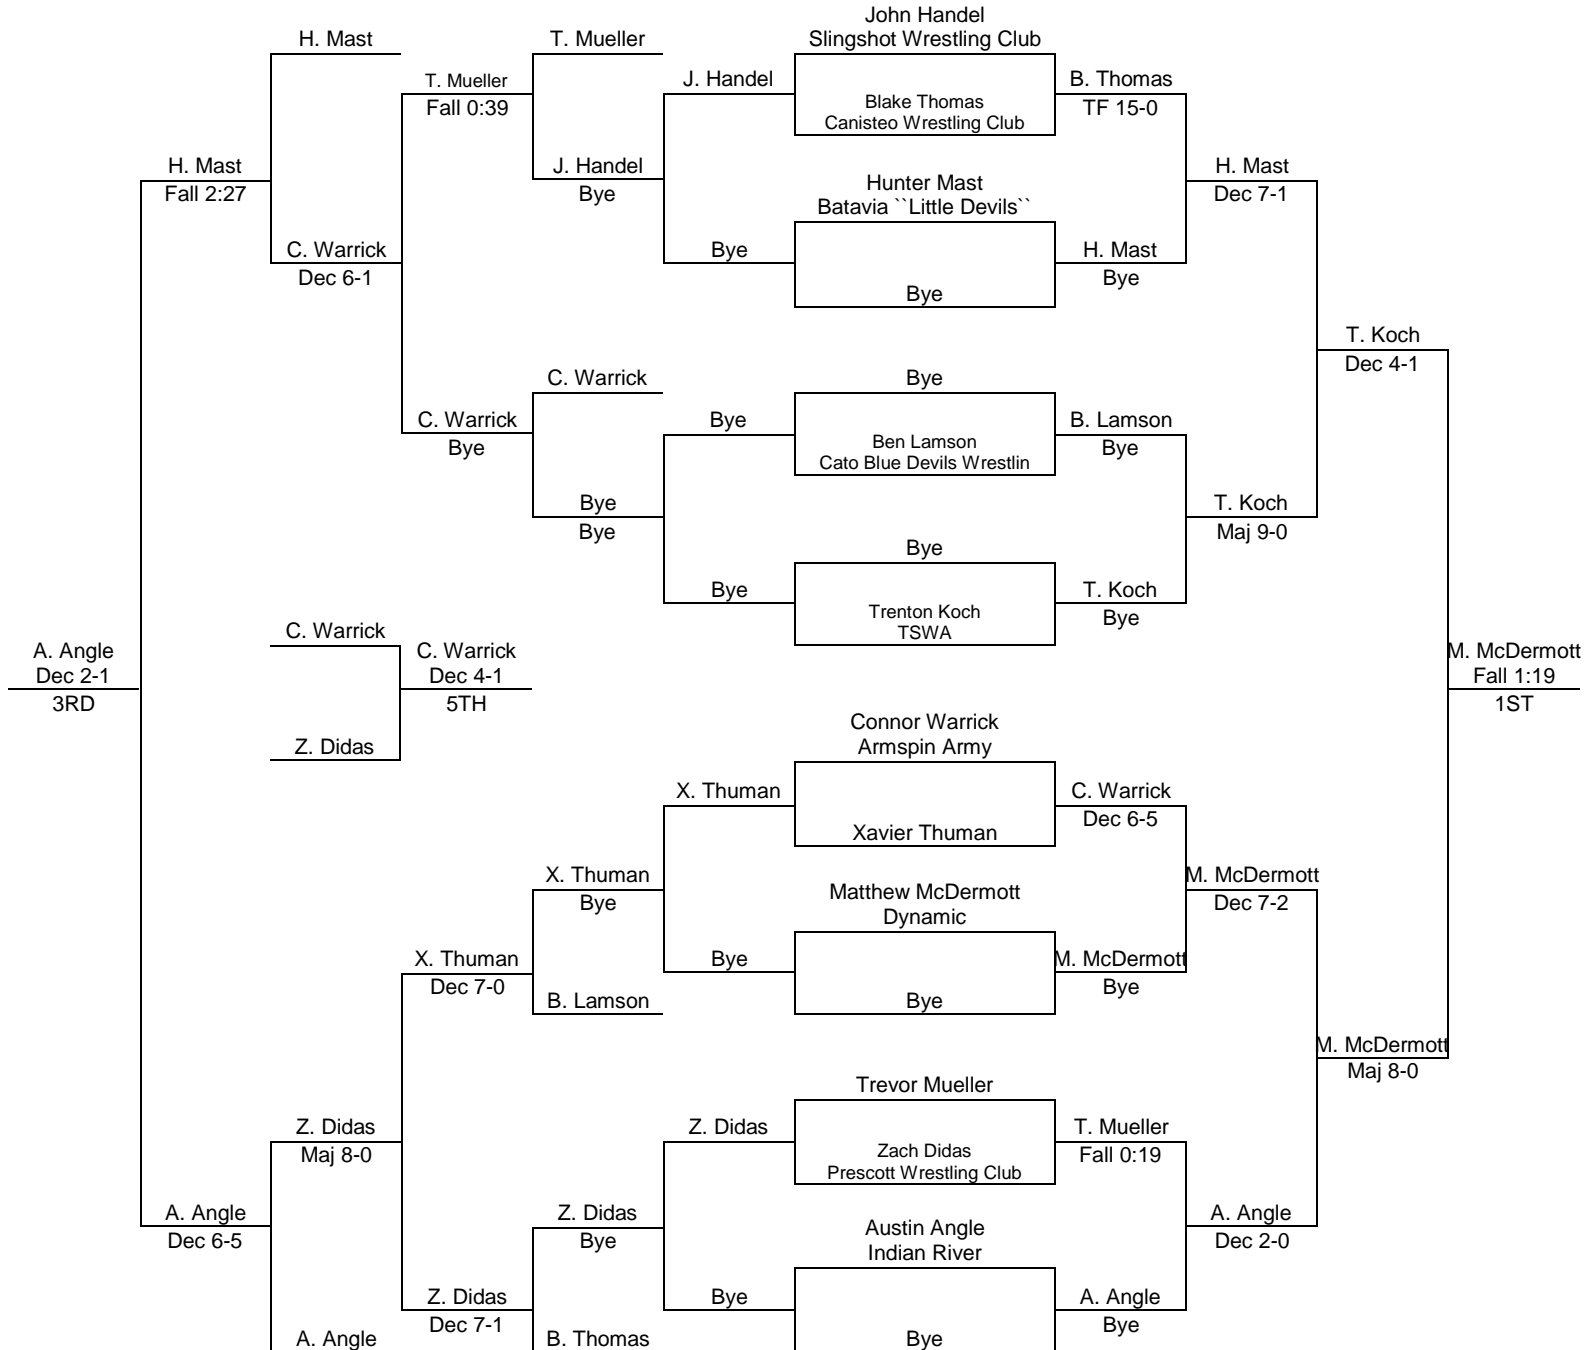 John Handel
H. Mast
T. Mueller
Slingshot Wrestling Club
T. Mueller
J. Handel
B. Thomas
Fall 0:39
Blake Thomas
TF 15-0
Canisteo Wrestling Club
H. Mast
J. Handel
H. Mast
Fall 2:27
Bye
Hunter Mast
Dec 7-1
Batavia ``Little Devils``
C. Warrick
Bye
H. Mast
Dec 6-1
Bye
Bye
T. Koch
Dec 4-1
C. Warrick
Bye
C. Warrick
Bye
B. Lamson
Bye
Ben Lamson
Bye
Cato Blue Devils Wrestlin
Bye
T. Koch
Bye
Maj 9-0
Bye
Bye
T. Koch
Trenton Koch
Bye
TSWA
C. Warrick
A. Angle
C. Warrick
M. McDermott
Dec 2-1
Dec 4-1
Fall 1:19
3RD
5TH
1ST
Connor Warrick
Z. Didas
Armspin Army
X. Thuman
C. Warrick
Dec 6-5
Xavier Thuman
X. Thuman
M. McDermott
Bye
Matthew McDermott
Dec 7-2
Dynamic
X. Thuman
Bye
M. McDermott
Dec 7-0
Bye
B. Lamson
Bye
M. McDermott
Maj 8-0
Trevor Mueller
Z. Didas
Z. Didas
T. Mueller
Maj 8-0
Zach Didas
Fall 0:19
Prescott Wrestling Club
A. Angle
Z. Didas
A. Angle
Dec 6-5
Bye
Austin Angle
Dec 2-0
Indian River
Z. Didas
Bye
A. Angle
Dec 7-1
Bye
A. Angle
B. Thomas
Bye